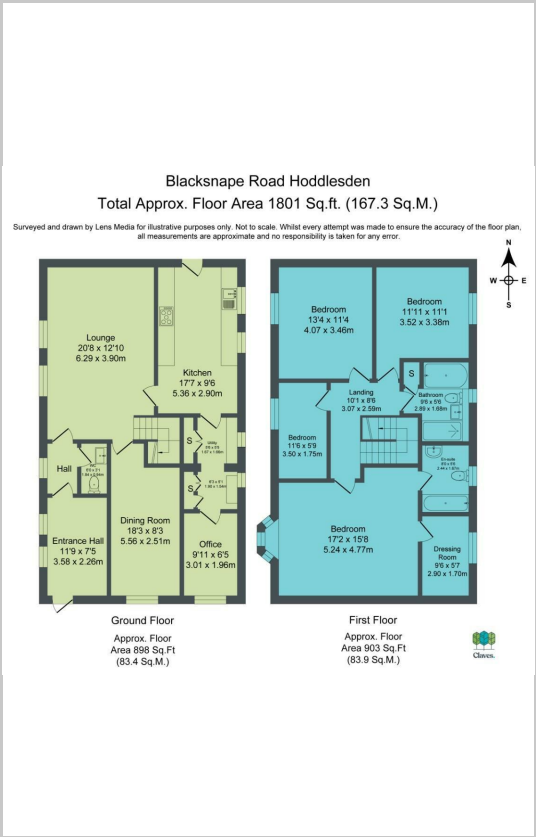 Blacksnape Road Hoddlesden
Total Approx. Floor Area 1801 Sq.ft. (167.3 Sq.M.)
Surveyed and drawn by Lens Media for illustrative purposes only. Not to scale. Whilst every attempt was made to ensure the accuracy of the floor plan,
all measurements are approximate and no responsibility is taken for any error.
N
W
E
S
Lounge
20'8 x 12'10
6.29 x 3.90m
Kitchen
17'7 x 9'6
5.36 x 2.90m
S
Utility
Hall
WC
S
Entrance Hall
11'9 x 7'5
3.58 x 2.26m
Dining Room
18'3 x 8'3
5.56 x 2.51m
Office
9'11 x 6'5
3.01 x 1.96m
Ground Floor
Approx. Floor
Area 898 Sq.Ft
(83.4 Sq.M.)
Bedroom
13'4 x 11'4
4.07 x 3.46m
Bedroom
11'11 x 11'1
3.52 x 3.38m
S
Landing
10'1 x 8'6
3.07 x 2.59m
Bathroom
9'6 x 5'6
2.89 x 1.68m
Bedroom
11'6 x 5'9
3.50 x 1.75m
En-suite
Bedroom
17'2 x 15'8
5.24 x 4.77m
Dressing
Room
9'6 x 5'7
2.90 x 1.70m
First Floor
Approx. Floor
Area 903 Sq.Ft
(83.9 Sq.M.)
Claves.